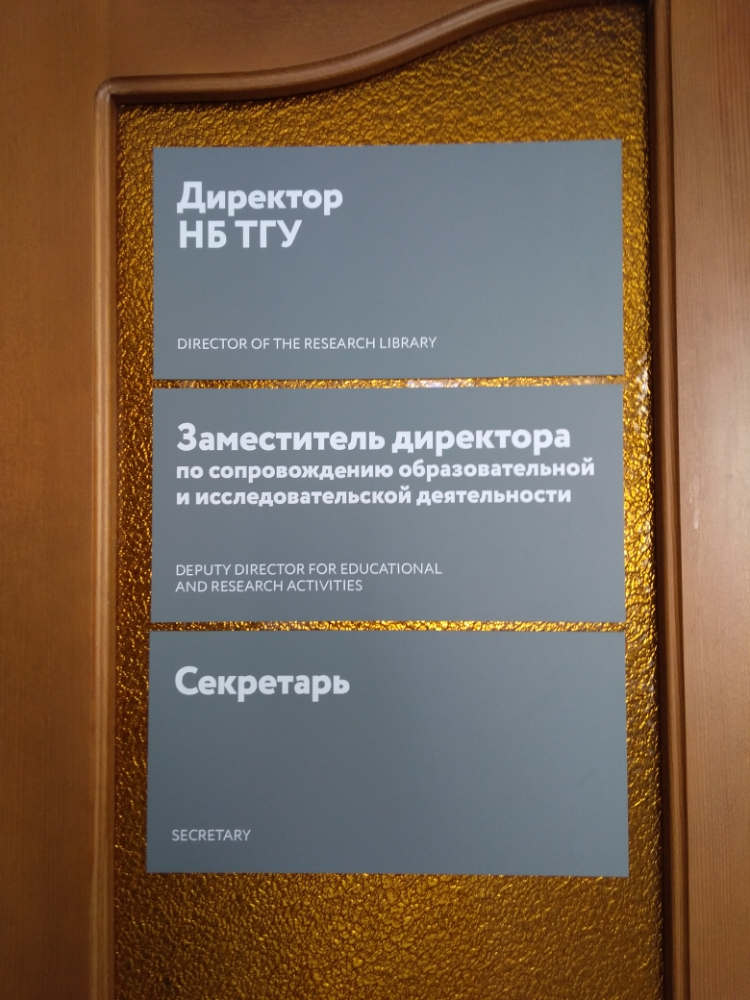 Директор
НБ ТГУ
DIRECTOR OF THE RESEARCH LIBRARY
Заместитель директора
по сопровождению образовательной
и исследовательской деятельности
DEPUTY DIRECTOR FOR EDUCATIONAL
AND RESEARCH ACTIVITIES
Секретарь
SECRETARY